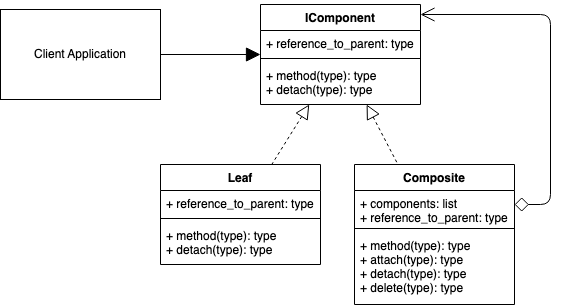 Client Application
IComponent
+ reference_to_parent: type
+ method(type): type
+ detach(type): type
Leaf
+ reference_to_parent: type
+ method(type): type
+ detach(type): type
Composite
+ components: list
+ reference_to_parent: type
+ method(type): type
+ attach(type): type
+ detach(type): type
+ delete(type): type